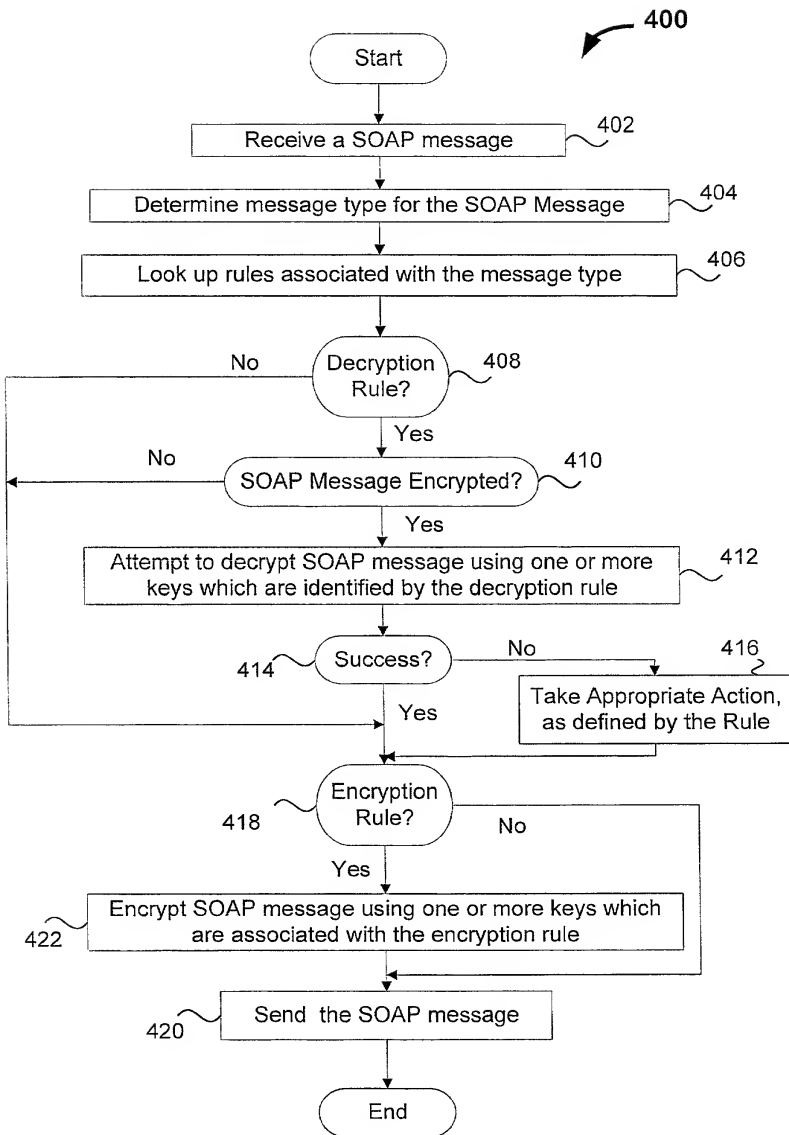 400
Start
Receive a SOAP message
402
Determine message type for the SOAP Message
404
Look up rules associated with the message type
406
No
Decryption
Rule?
408
Yes
No
SOAP Message Encrypted?
410
Yes
Attempt to decrypt SOAP message using one or more
keys which are identified by the decryption rule
412
414
Success?
No
416
Yes
Take Appropriate Action,
as defined by the Rule
Encryption
Rule?
418
No
Yes
Encrypt SOAP message using one or more keys which
are associated with the encryption rule
422
Send the SOAP message
420
End